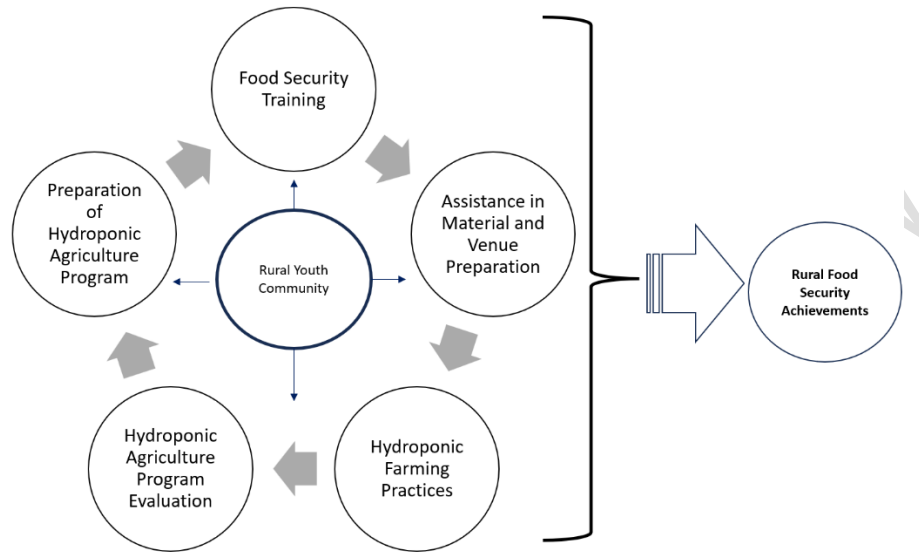 Food Security
Training
Preparation
of
Hydroponic
Agriculture
Program
Assistance in
Material and
Venue
Preparation
Rural Youth
Community
Rural Food
Security
Achievements
Hydroponic
Agriculture
Program
Evaluation
Hydroponic
Farming
Practices